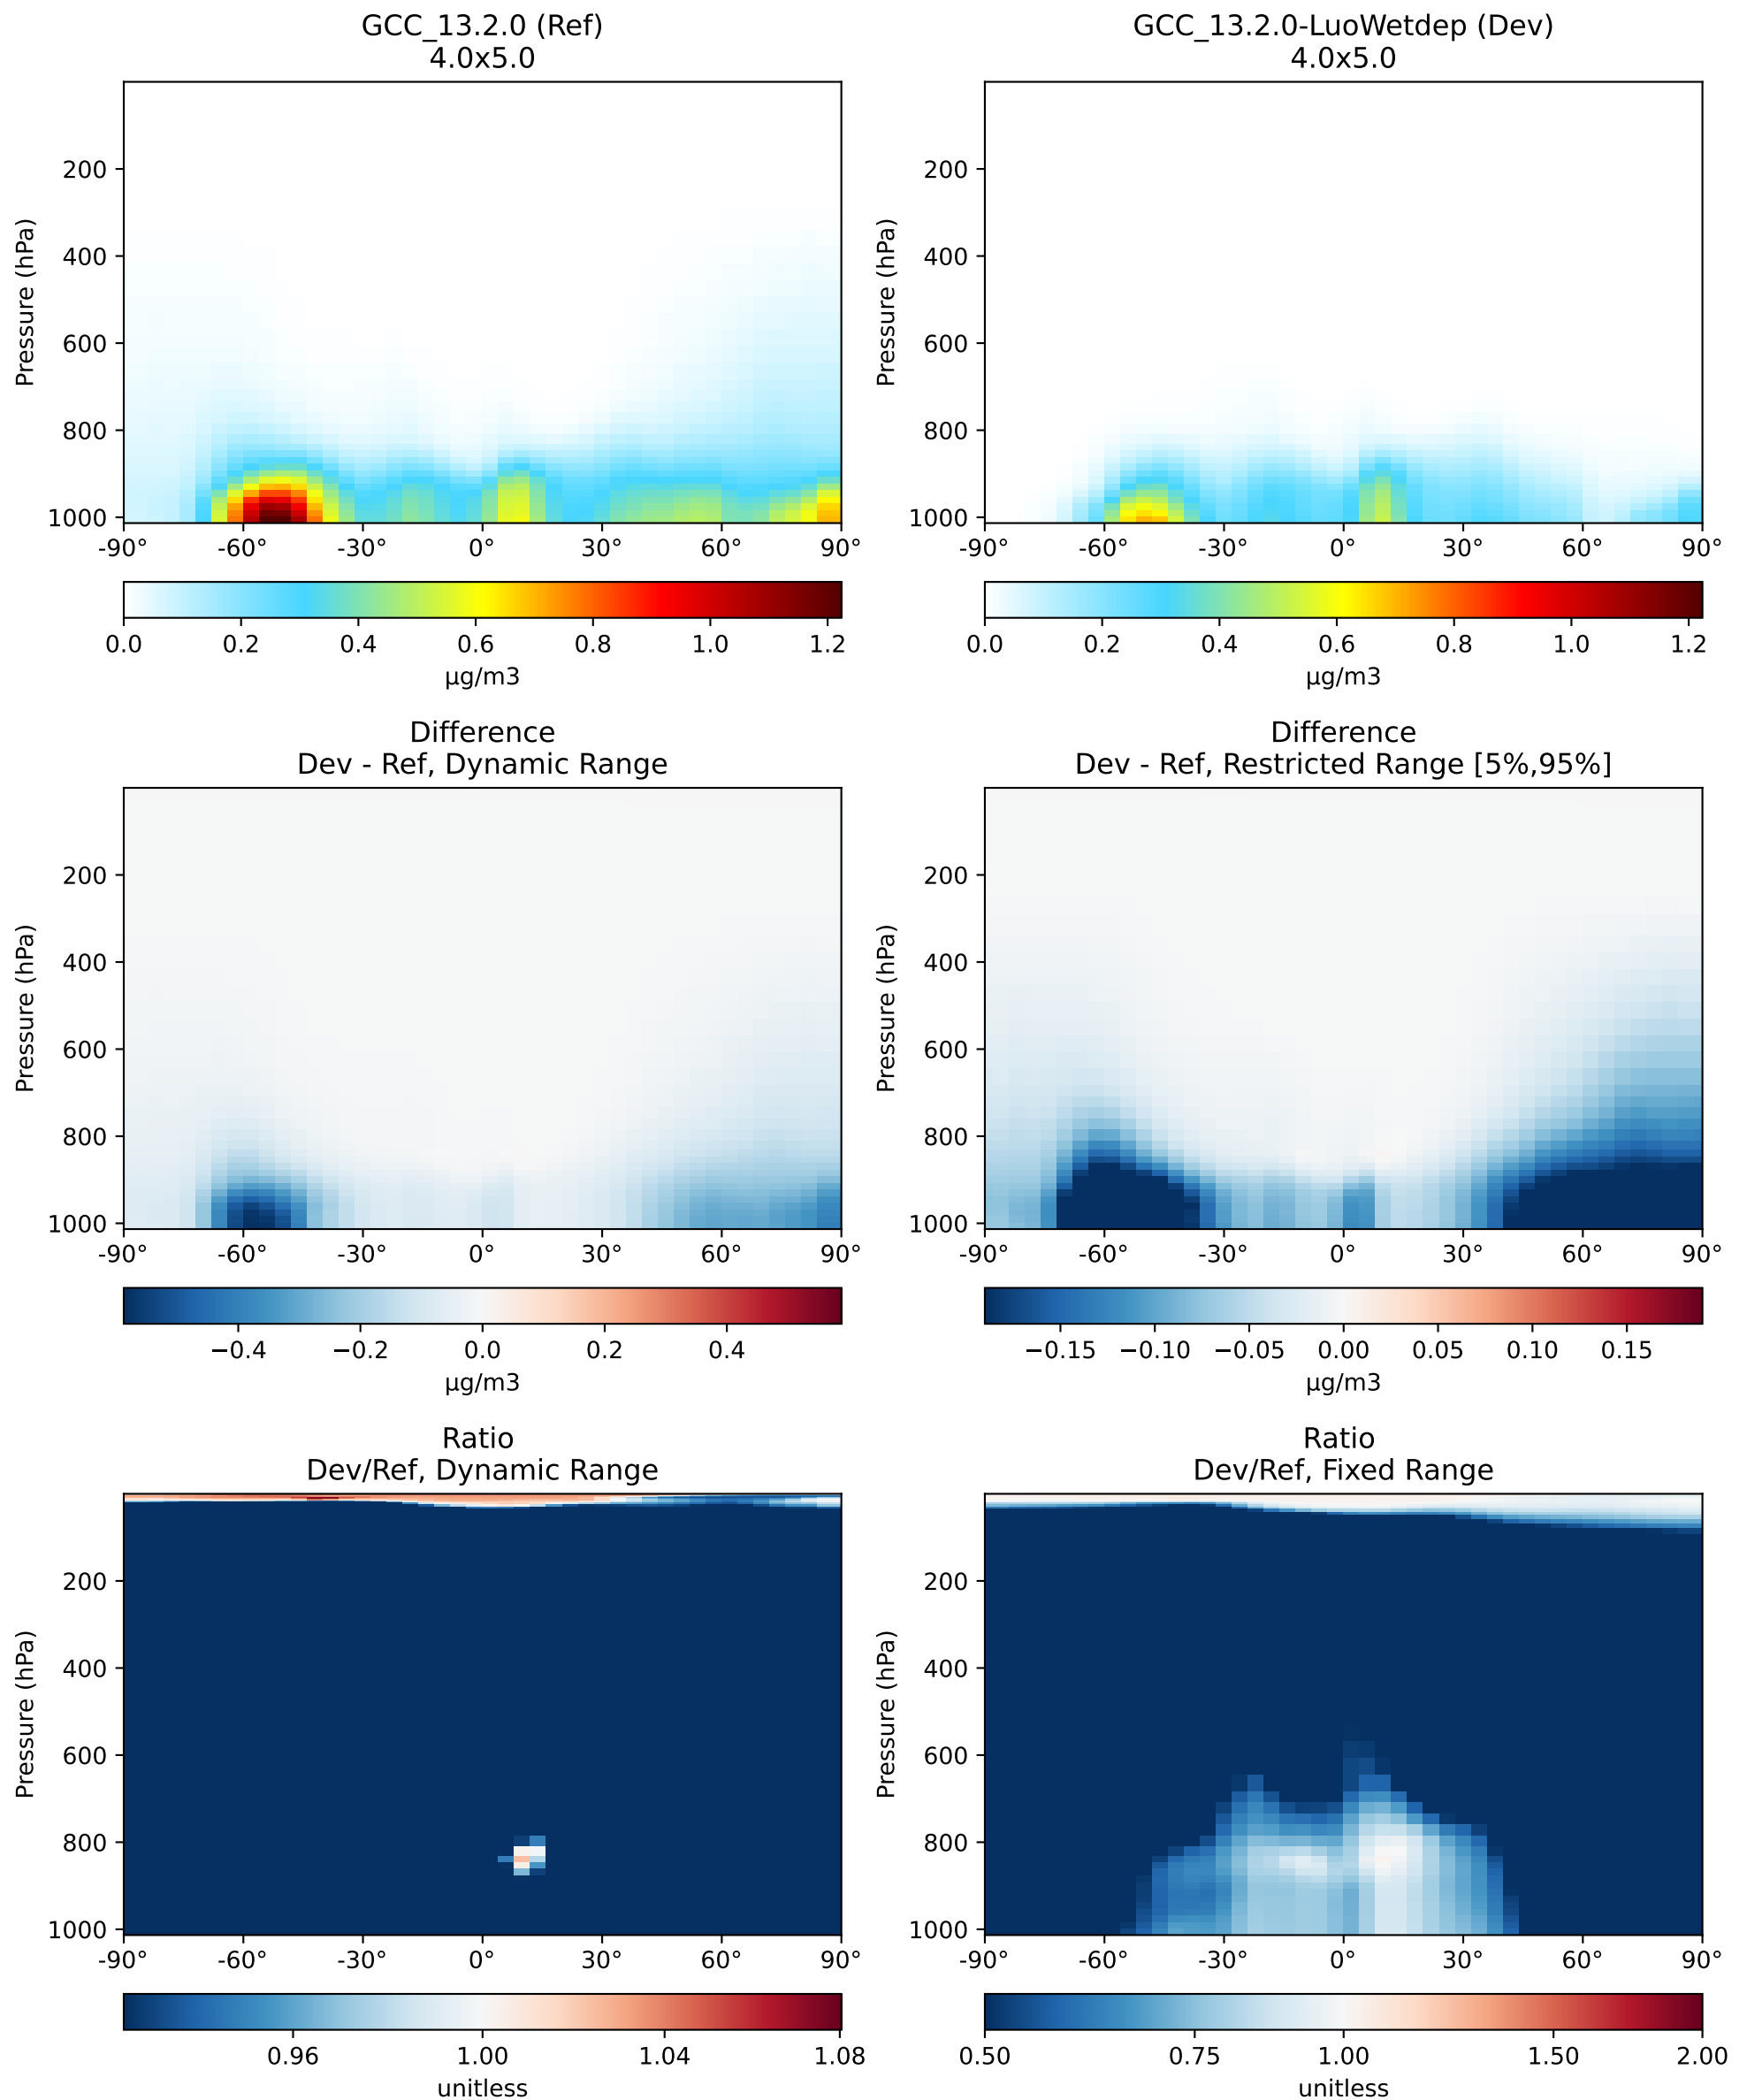 GCC_13.2.0 (Ref)
4.0x5.0
Pressure (hPa)
200
400
600
800
1000
-90° -60° -30° 0° 30° 60° 90°
0.0 0.2 0.4 0.6 0.8 1.0 1.2
μg/m3
GCC_13.2.0-LuoWetdep (Dev)
4.0x5.0
Pressure (hPa)
200
400
600
800
1000
-90° -60° -30° 0° 30° 60° 90°
0.0 0.2 0.4 0.6 0.8 1.0 1.2
μg/m3
Difference
Dev - Ref, Dynamic Range
Pressure (hPa)
200
400
600
800
1000
-90° -60° -30° 0° 30° 60° 90°
−0.4 −0.2 0.0 0.2 0.4
μg/m3
Difference
Dev - Ref, Restricted Range [5%,95%]
Pressure (hPa)
200
400
600
800
1000
-90° -60° -30° 0° 30° 60° 90°
−0.15 −0.10 −0.05 0.00 0.05 0.10 0.15
μg/m3
Ratio
Dev/Ref, Dynamic Range
Pressure (hPa)
200
400
600
800
1000
-90° -60° -30° 0° 30° 60° 90°
0.96 1.00 1.04 1.08
unitless
Ratio
Dev/Ref, Fixed Range
Pressure (hPa)
200
400
600
800
1000
-90° -60° -30° 0° 30° 60° 90°
0.50 0.75 1.00 1.50 2.00
unitless